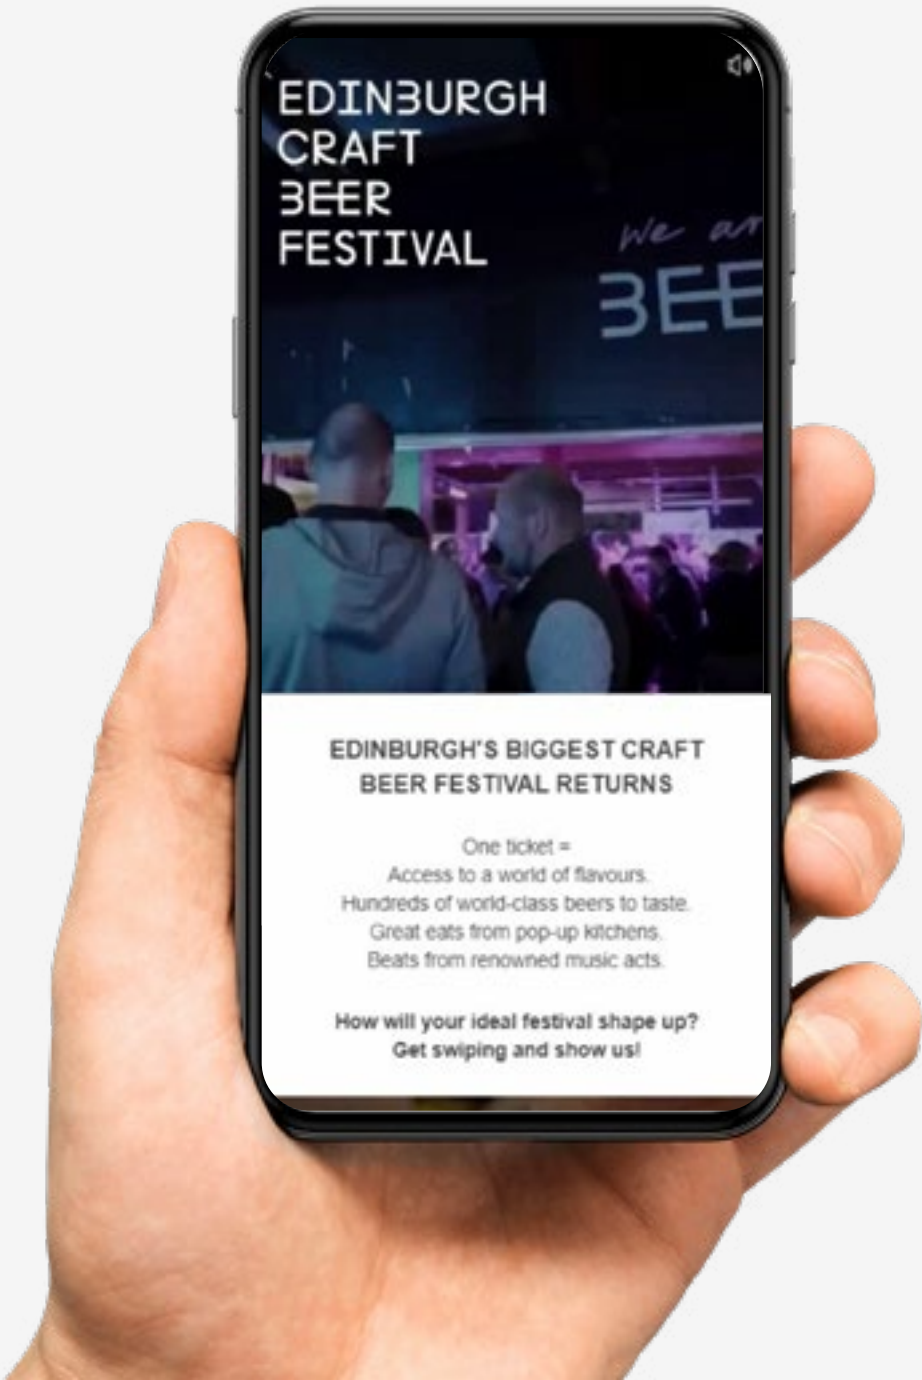 EDINBURGH
CRAFT
BEER
FESTIVAL
We
BEE
EDINBURGH'S BIGGEST CRAFT
BEER FESTIVAL RETURNS
One ticket =
Access to a world of flavours.
Hundreds of world-class beers to taste.
Great eats from pop-up kitchens.
Beats from renowned music acts.
How will your ideal festival shape up?
Get swiping and show us!